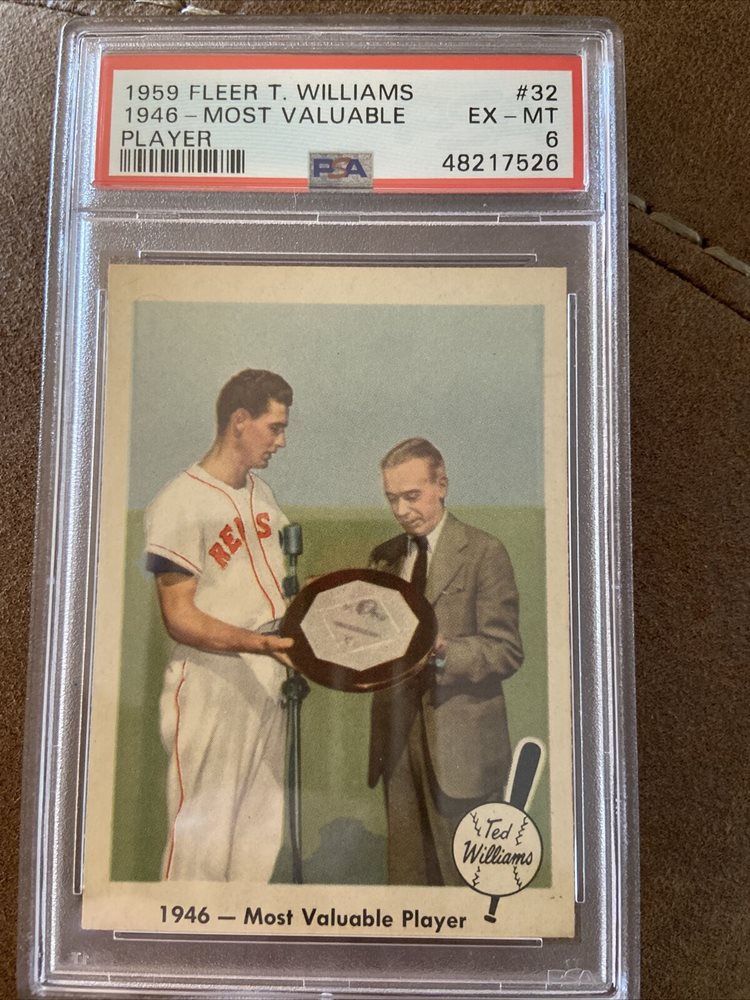 1959 FLEER T. WILLIAMS #32
1946 - MOST VALUABLE EX - MT
PLAYER 6
PSA 48217526
REDS
Ted
Williams
1946 — Most Valuable Player
PSA